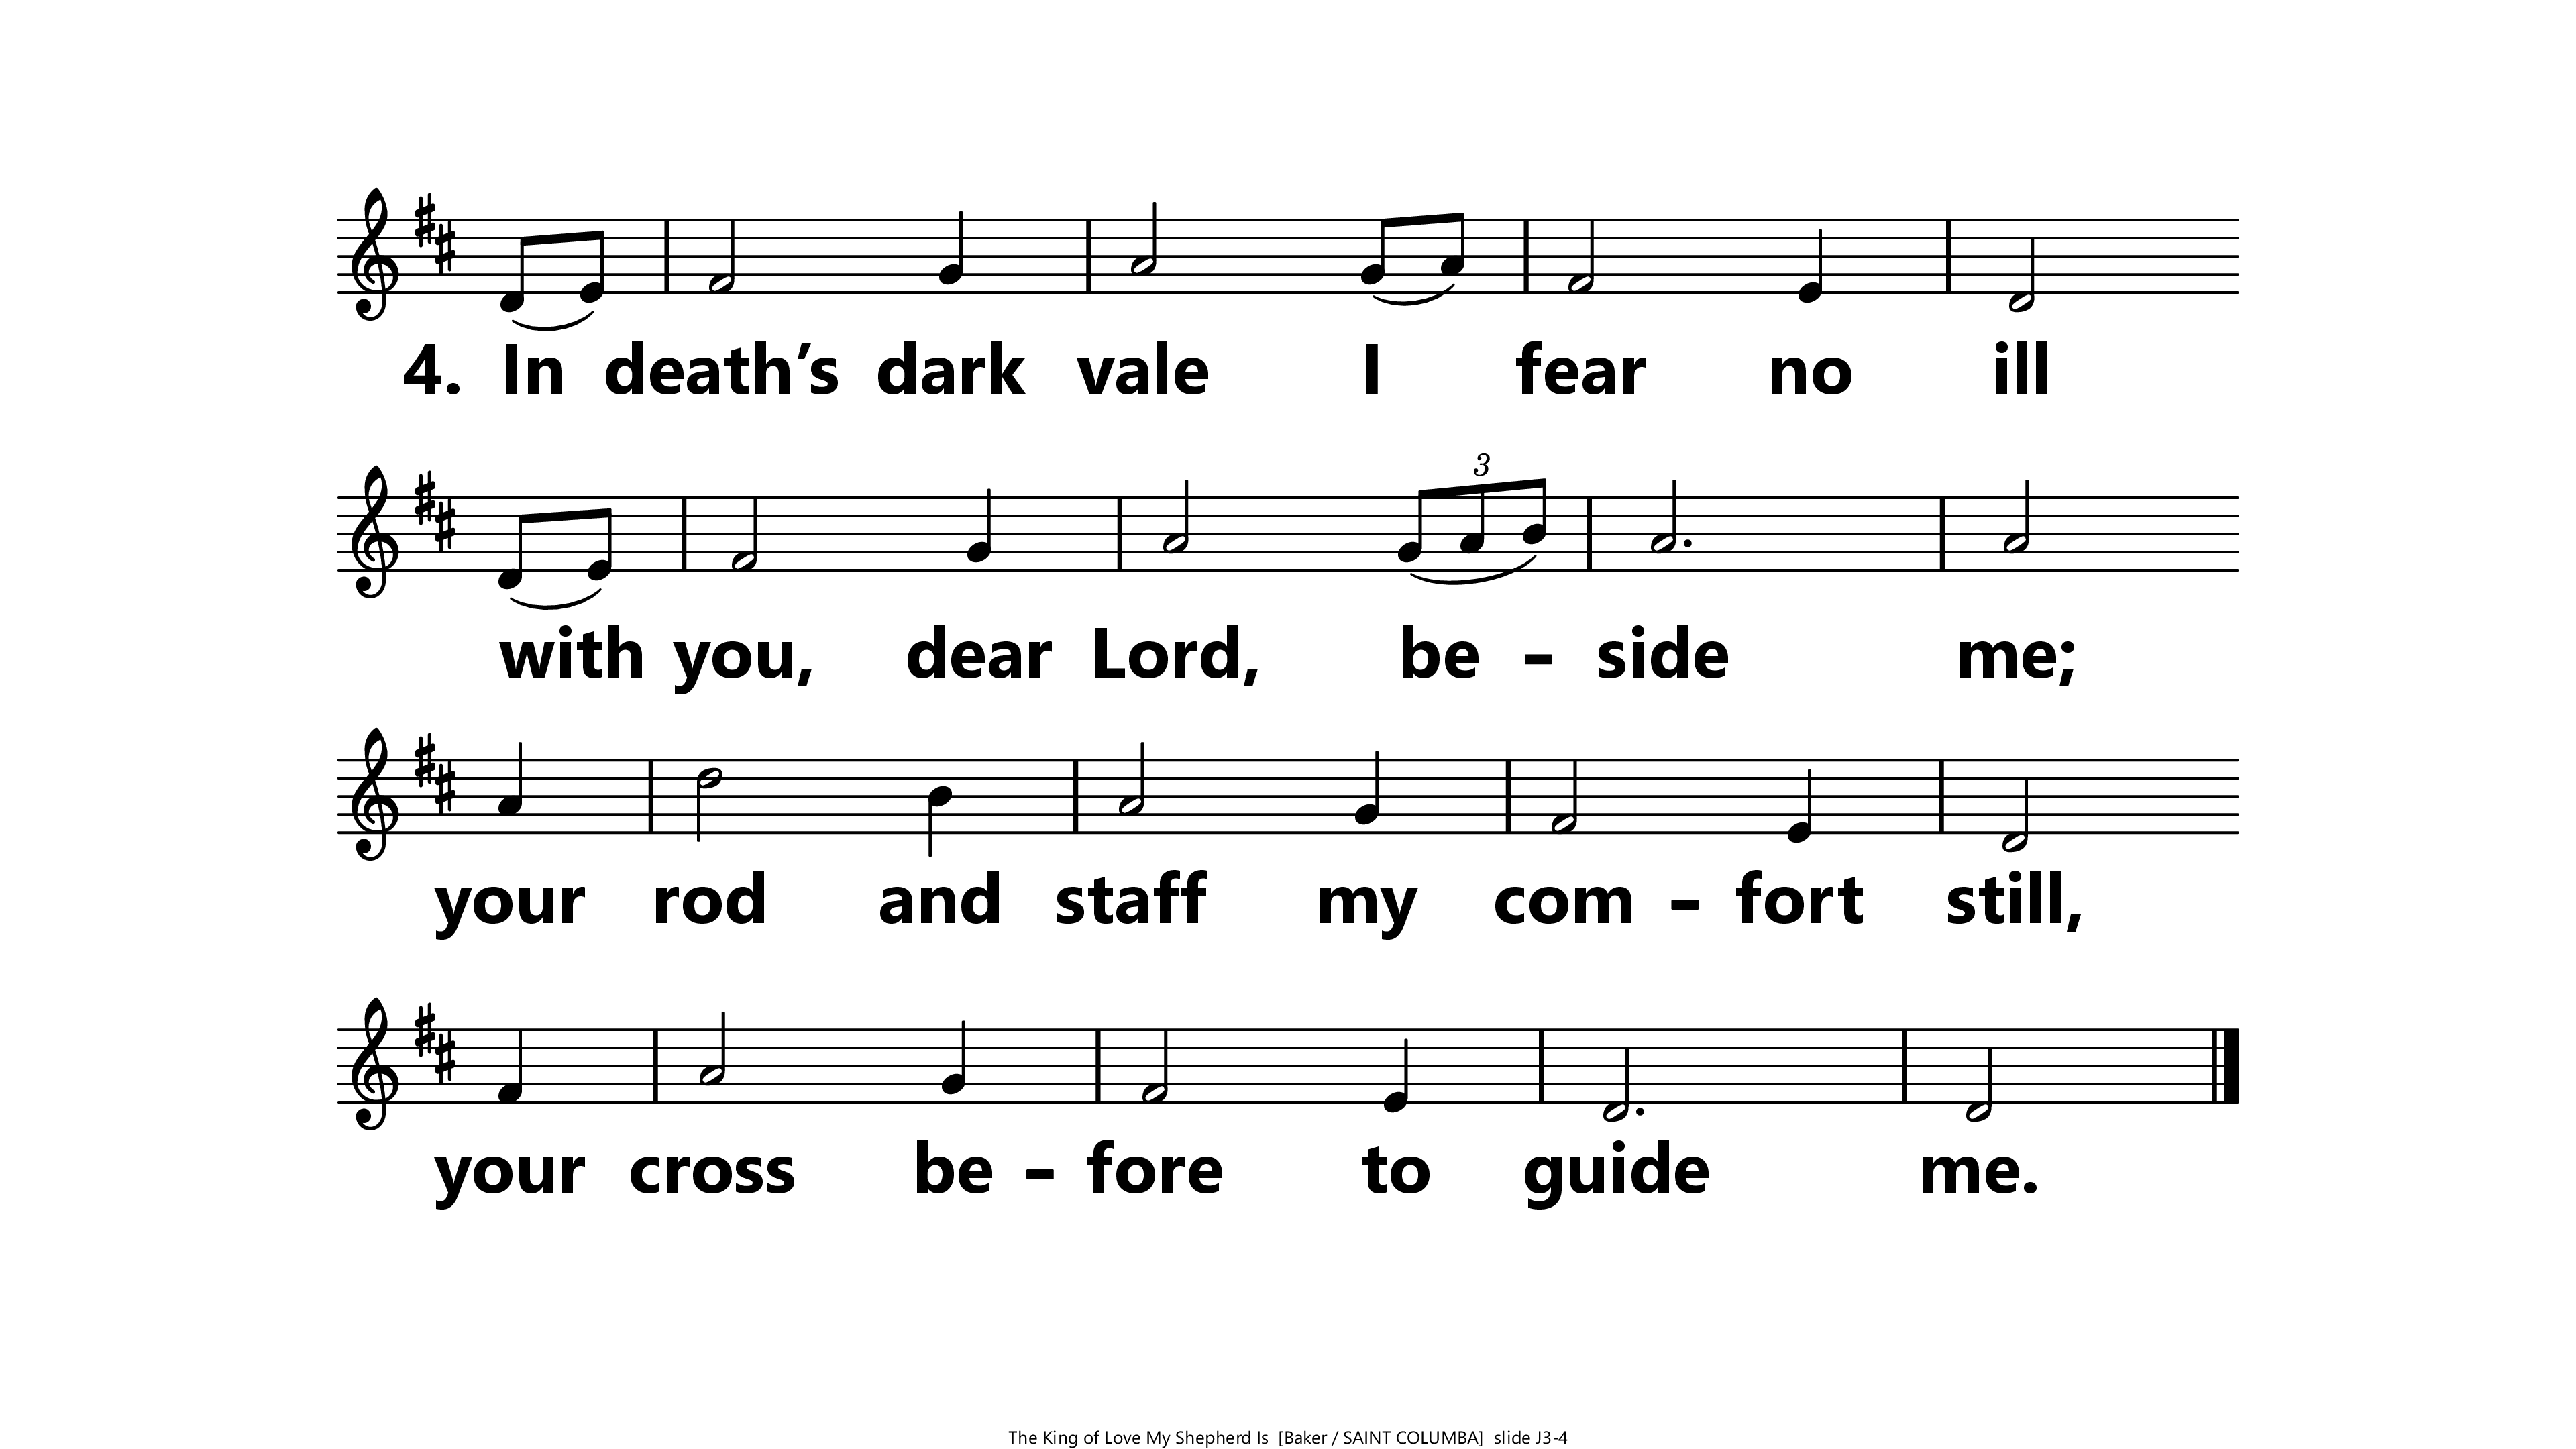 4. In death’s dark vale I fear no ill
3
with you, dear Lord, be - side me;
your rod and staff my com - fort still,
your cross be - fore to guide me.
The King of Love My Shepherd Is [Baker / SAINT COLUMBA] slide J3-4